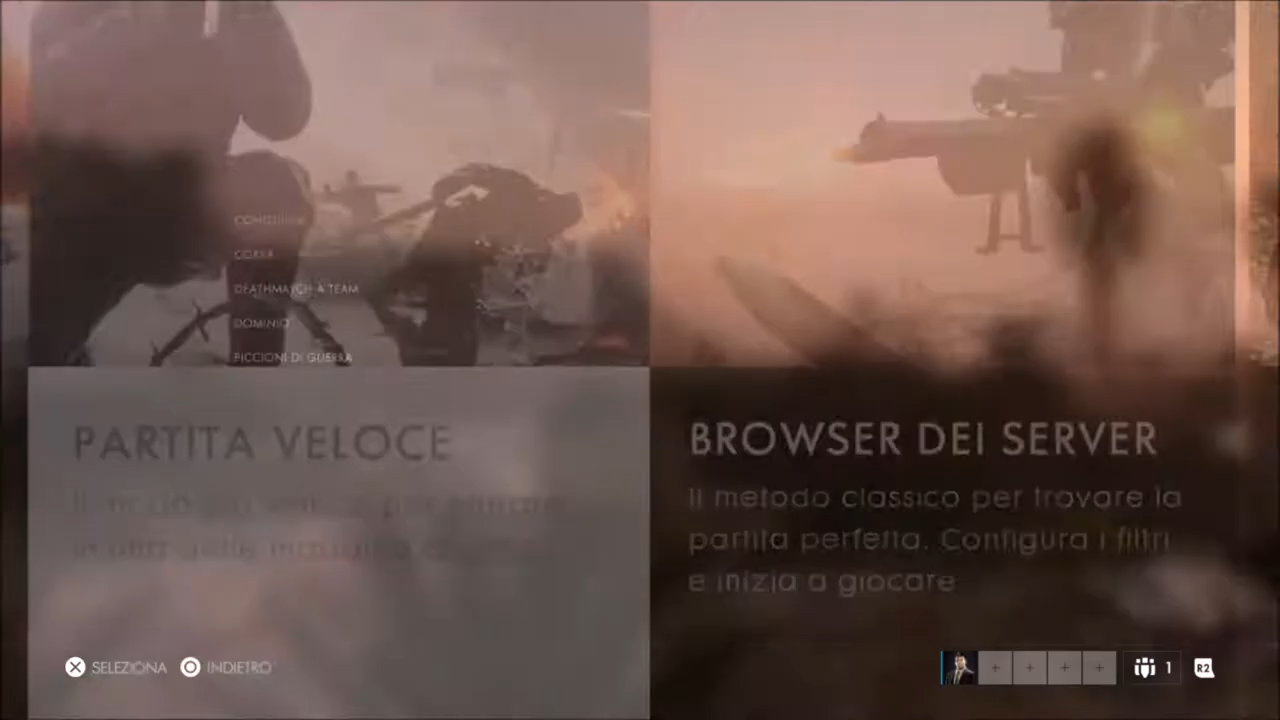 CONQUISTA
CORSA
DEATHMATCH A TEAM
DOMINIO
PICCIONI DI GUERRA
PARTITA VELOCE
BROWSER DEI SERVER
Il metodo classico per trovare la
partita perfetta. Configura i filtri
e inizia a giocare
SELEZIONA
INDIETRO
1
R2